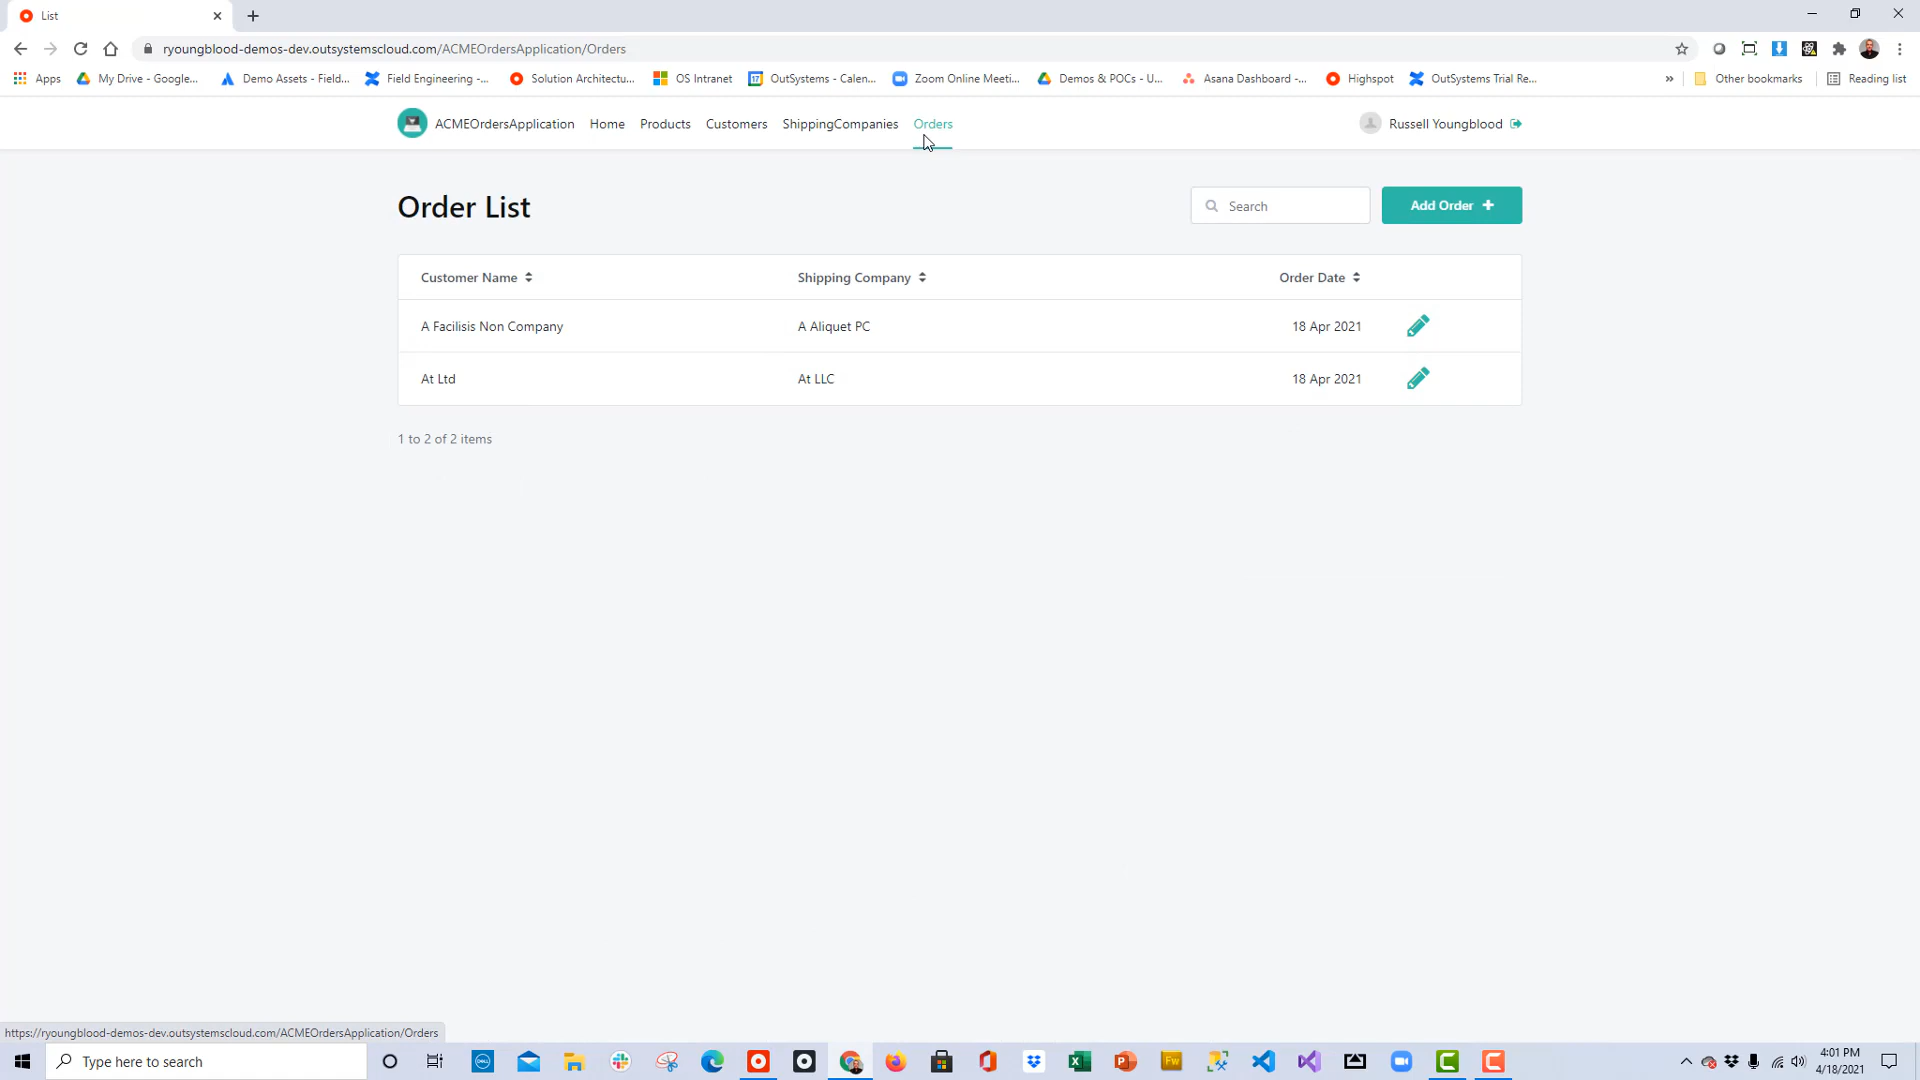 List
ryoungblood-demos-dev.outsystemscloud.com/ACMEOrdersApplication/Orders
Apps My Drive - Google... Demo Assets - Field... Field Engineering -... Solution Architectu... OS Intranet OutSystems - Calen... Zoom Online Meeti... Demos & POCs - U... Asana Dashboard -... Highspot OutSystems Trial Re... » Other bookmarks Reading list
ACMEOrdersApplication Home Products Customers ShippingCompanies Orders Russell Youngblood
Order List Search Add Order +
Customer Name Shipping Company Order Date
A Facilisis Non Company A Aliquet PC 18 Apr 2021
At Ltd At LLC 18 Apr 2021
1 to 2 of 2 items
https://ryoungblood-demos-dev.outsystemscloud.com/ACMEOrdersApplication/Orders
Type here to search
4:01 PM
4/18/2021